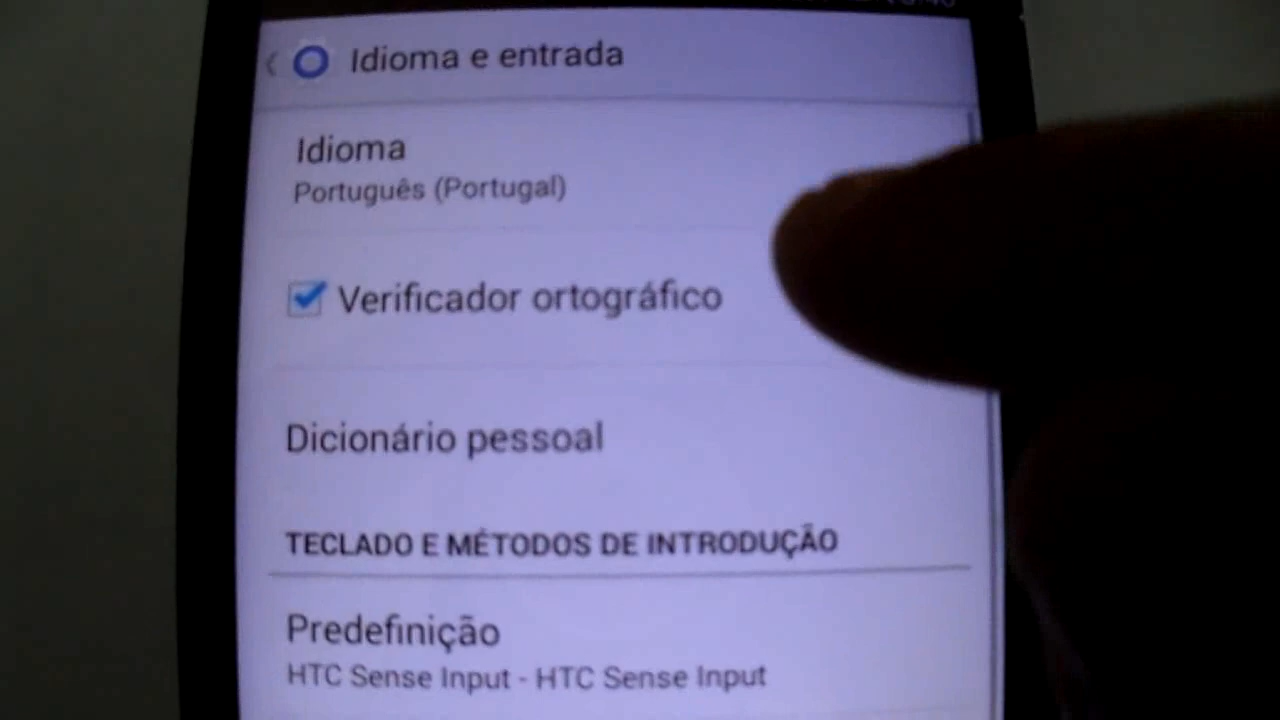 Idioma e entrada
Idioma
Português (Portugal)
Verificador ortográfico
Dicionário pessoal
TECLADO E MÉTODOS DE INTRODUÇÃO
Predefinição
HTC Sense Input - HTC Sense Input